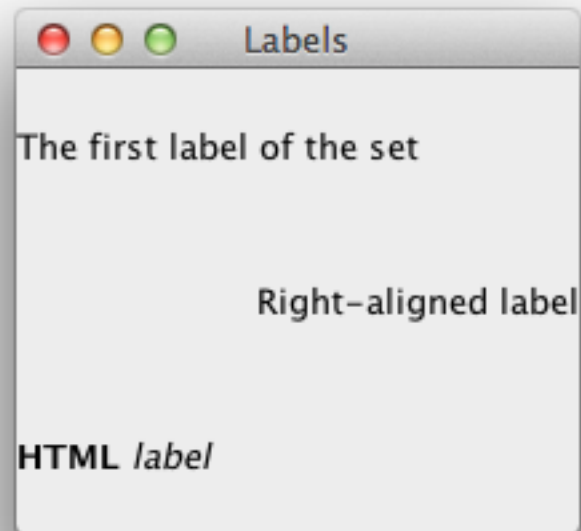 Labels
The first label of the set
Right-aligned label
HTML label